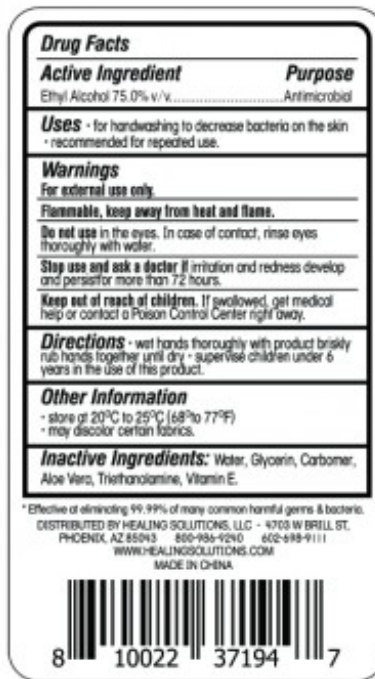 Drug Facts
Active Ingredient Purpose
Ethyl Alcohol 75.0% v/v..............................Antimicrobial
Uses • for handwashing to decrease bacteria on the skin
• recommended for repeated use.
Warnings
For external use only.
Flammable, keep away from heat and flame.
Do not use in the eyes. In case of contact, rinse eyes
thoroughly with water.
Stop use and ask a doctor if irritation and redness develop
and persistfor more than 72 hours.
Keep out of reach of children. If swallowed, get medical
help or contact a Poison Control Center right away.
Directions • wet hands thoroughly with product briskly
rub hands together until dry • supervise children under 6
years in the use of this product.
Other Information
• store at 20°C to 25°C (68°to 77°F)
• may discolor certain fabrics.
Inactive Ingredients: Water, Glycerin, Carbomer,
Aloe Vera, Triethanolamine, Vitamin E.
* Effective at eliminating 99.99% of many common harmful germs & bacteria.
DISTRIBUTED BY HEALING SOLUTIONS, LLC - 4703 W BRILL ST.
PHOENIX, AZ 85043 800-986-9240 602-698-9111
WWW.HEALINGSOLUTIONS.COM
MADE IN CHINA
8 10022 37194 7